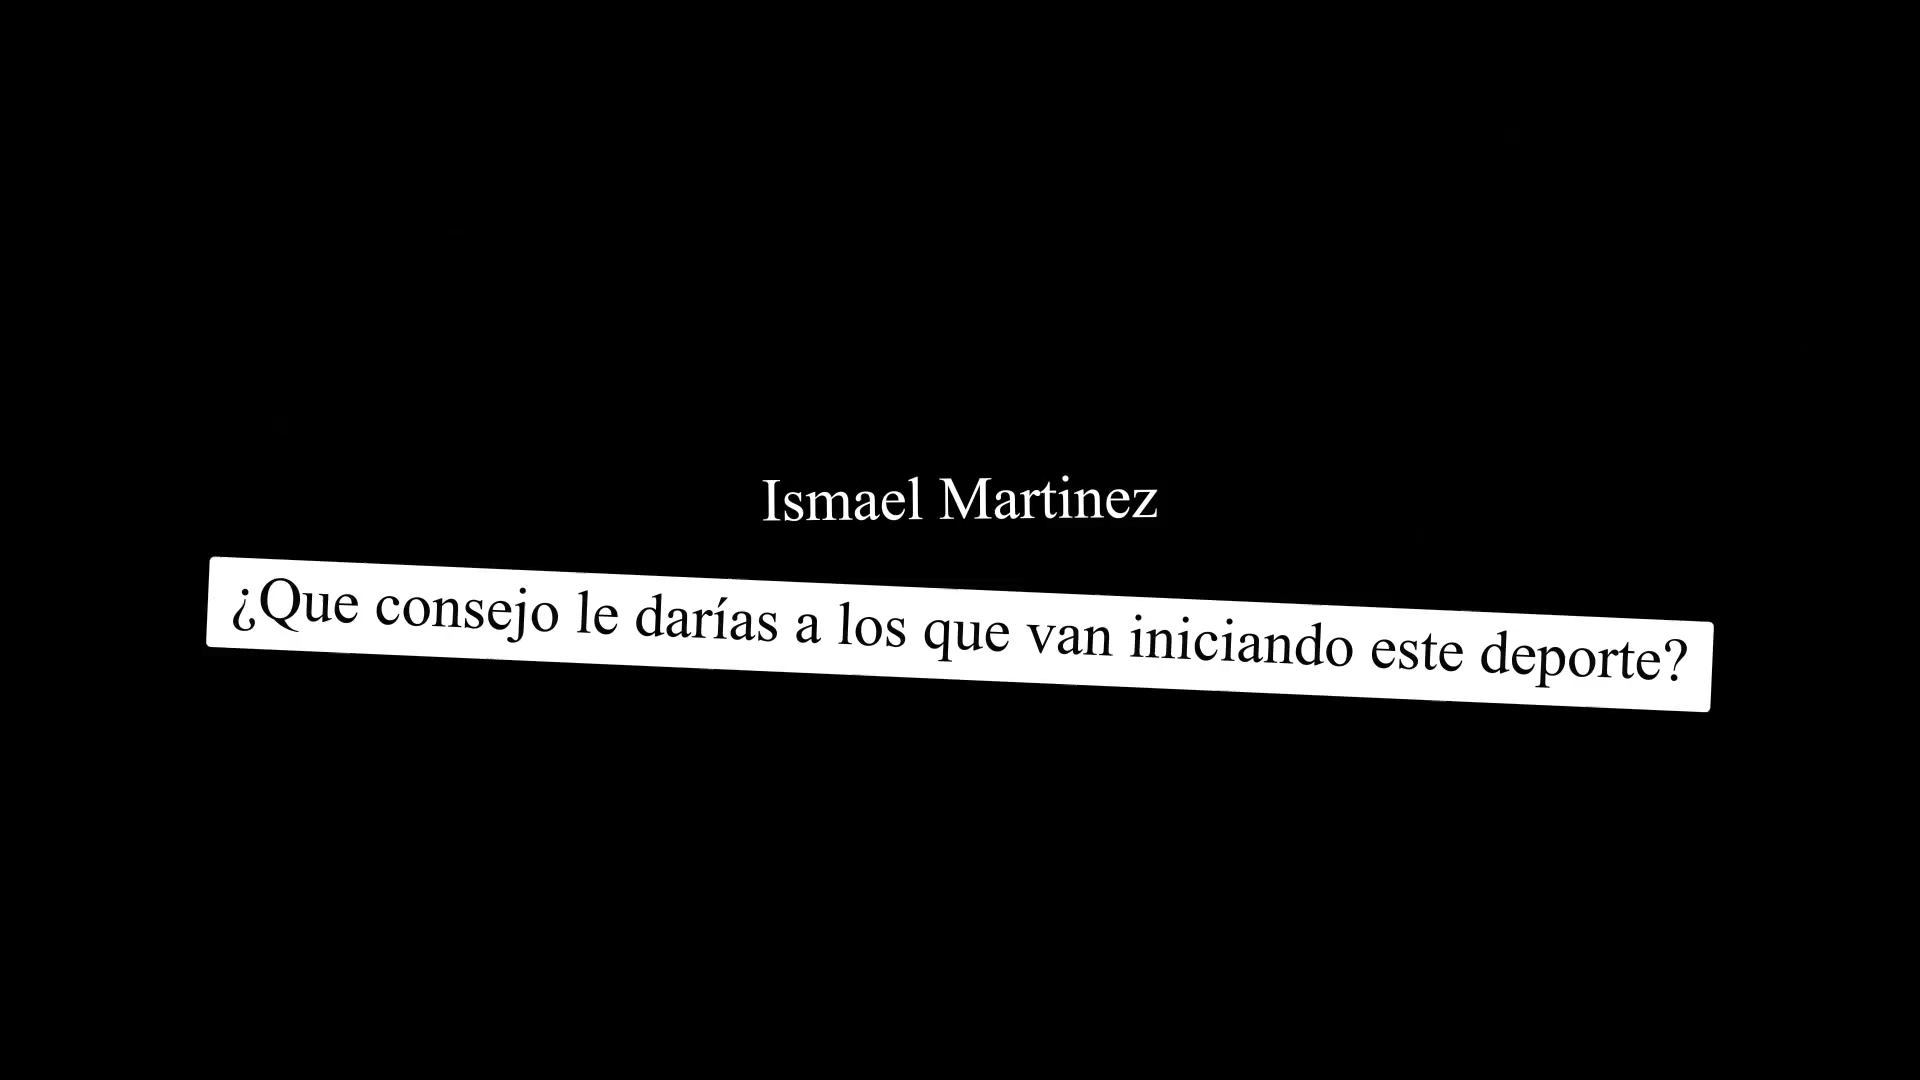 Ismael Martinez
¿Que consejo le darías a los que van iniciando este deporte?